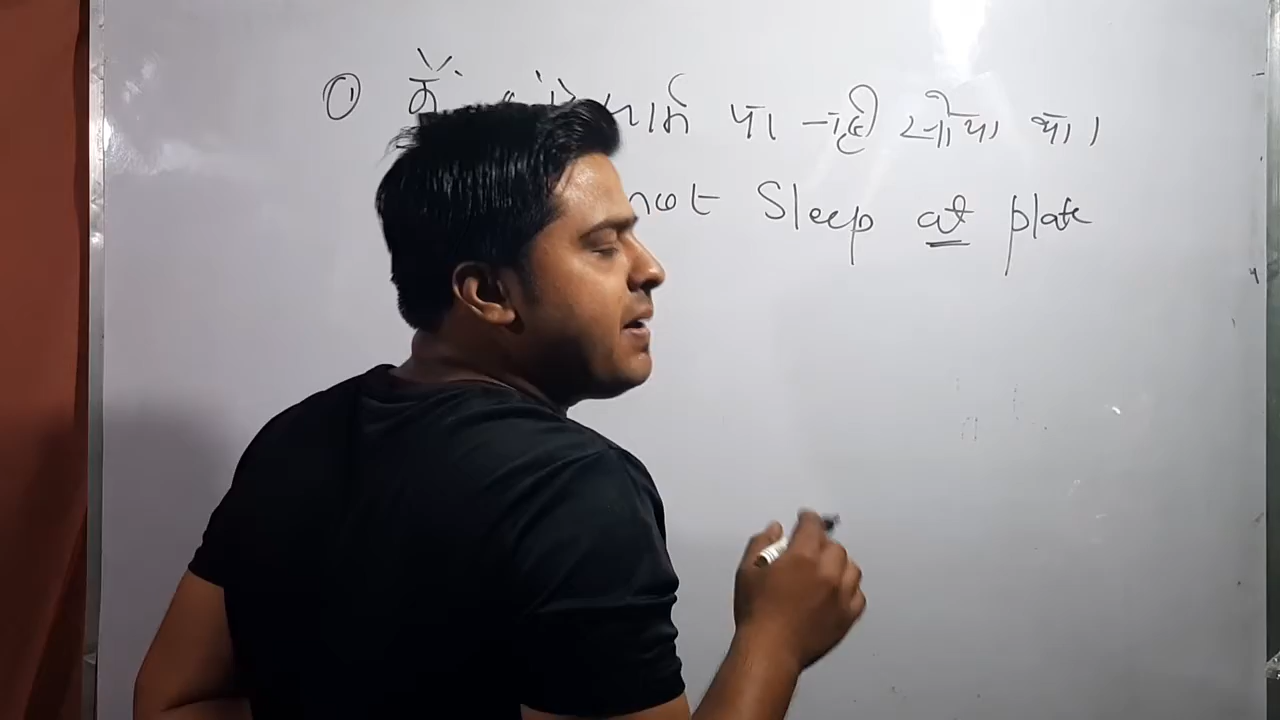 ① मैं पर नहीं सोया था।
not Sleep at plate